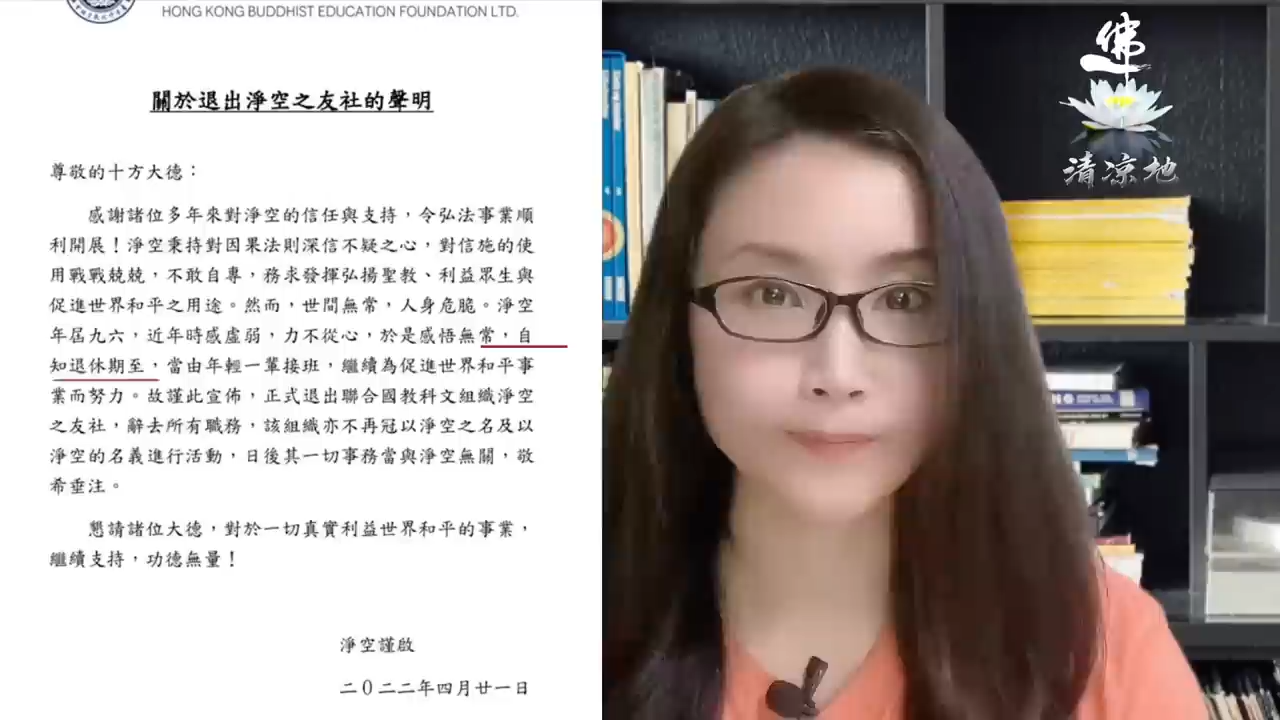 HONG KONG BUDDHIST EDUCATION FOUNDATION LTD.
關於退出淨空之友社的聲明
尊敬的十方大德：
感謝諸位多年來對淨空的信任與支持，令弘法事業順
利開展！淨空秉持對因果法則深信不疑之心，對信施的使
用戰戰兢兢，不敢自專，務求發揮弘揚聖教、利益眾生與
促進世界和平之用途。然而，世間無常，人身危脆。淨空
年屆九六，近年時感虛弱，力不從心，於是感悟無常，自
知退休期至，當由年輕一輩接班，繼續為促進世界和平事
業而努力。故謹此宣佈，正式退出聯合國教科文組織淨空
之友社，辭去所有職務，該組織亦不再冠以淨空之名及以
淨空的名義進行活動，日後其一切事務當與淨空無關，敬
希垂注。
懇請諸位大德，對於一切真實利益世界和平的事業，
繼續支持，功德無量！
淨空謹啟
二〇二二年四月廿一日
佛
清凉地